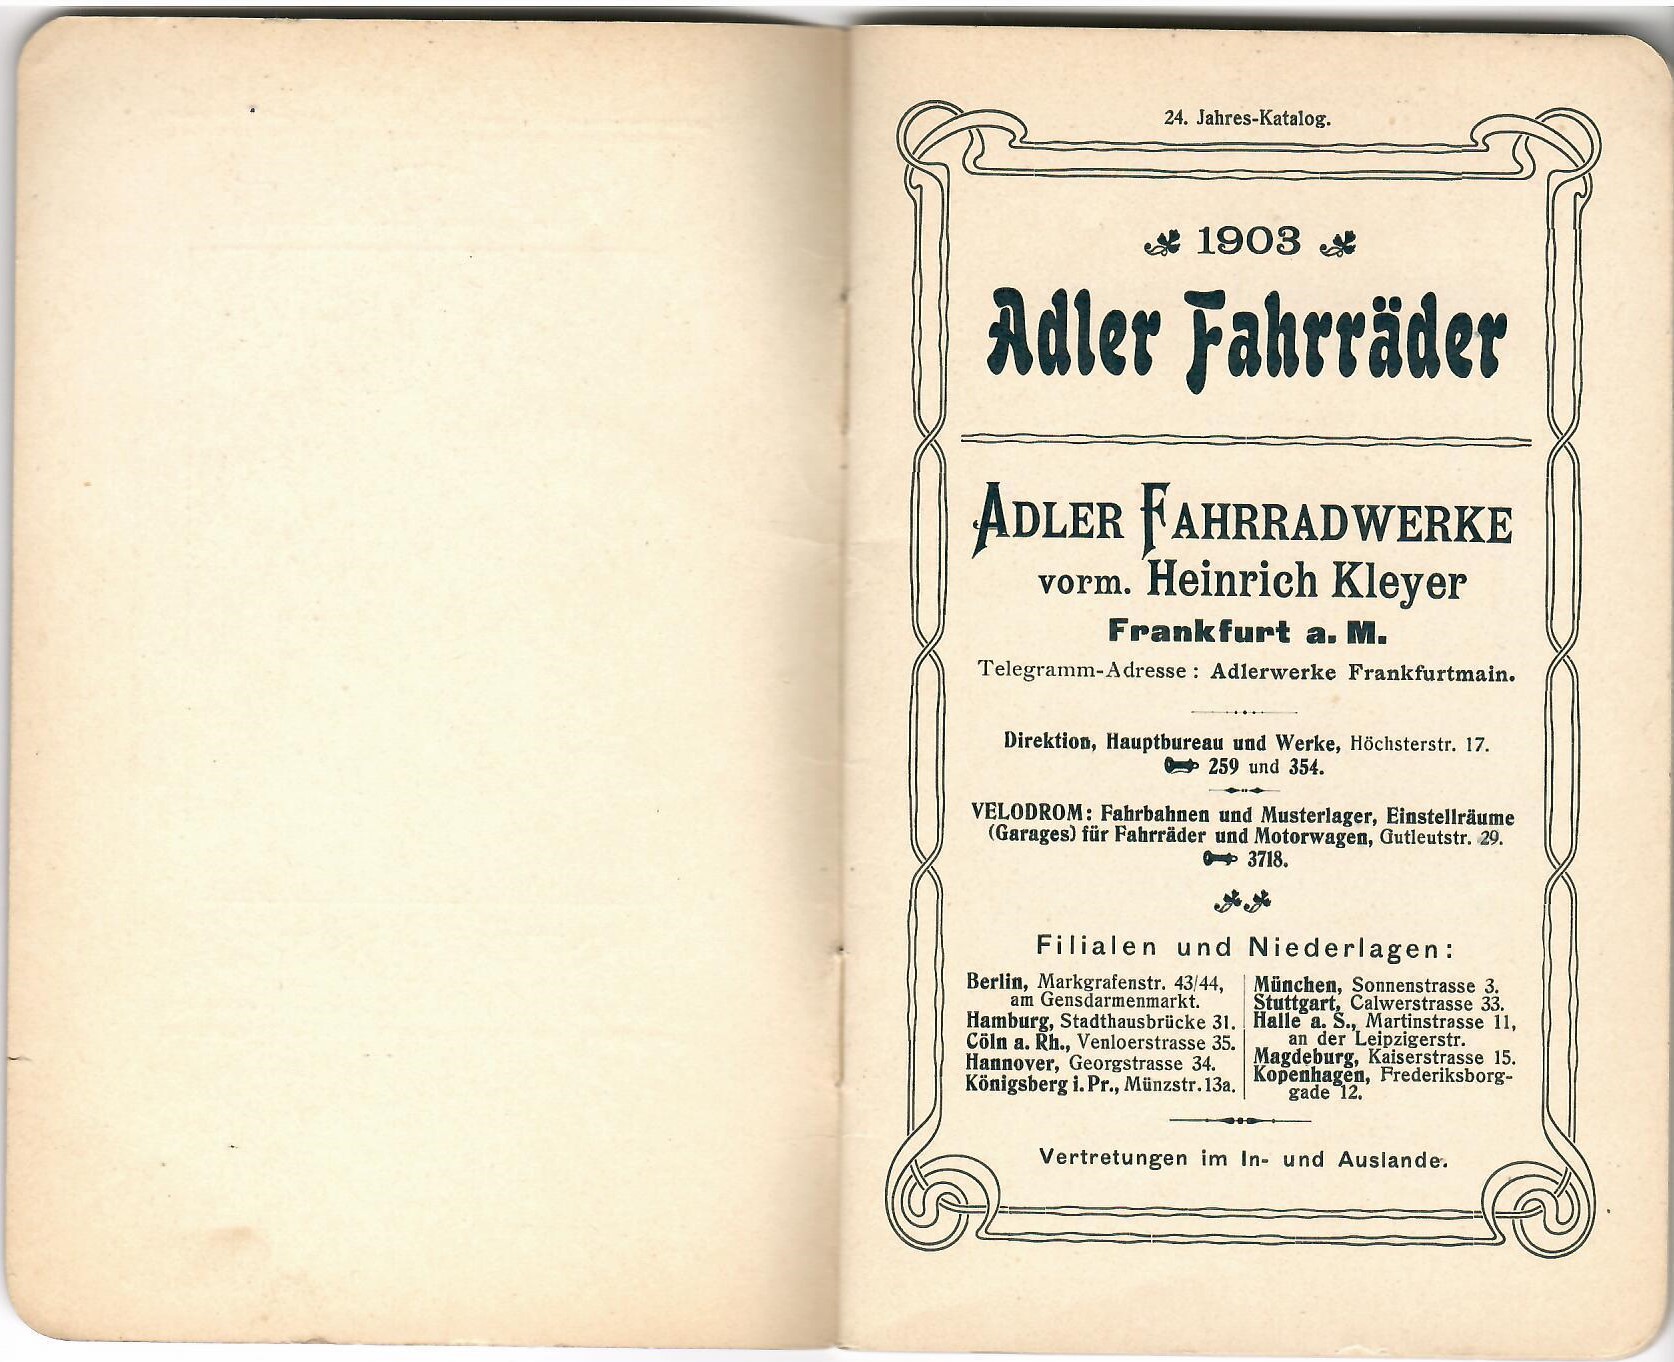 24. Jahres-Katalog.
1903
Adler Fahrräder
ADLER FAHRRADWERKE
vorm. Heinrich Kleyer
Frankfurt a. M.
Telegramm-Adresse: Adlerwerke Frankfurtmain.
Direktion, Hauptbureau und Werke, Höchsterstr. 17.
259 und 354.
VELODROM: Fahrbahnen und Musterlager, Einstellräume
(Garages) für Fahrräder und Motorwagen, Gutleutstr. 29.
3718.
Filialen und Niederlagen:
Berlin, Markgrafenstr. 43/44,
am Gensdarmenmarkt.
Hamburg, Stadthausbrücke 31.
Cöln a. Rh., Venloerstrasse 35.
Hannover, Georgstrasse 34.
Königsberg i. Pr., Münzstr. 13a.
München, Sonnenstrasse 3.
Stuttgart, Calwerstrasse 33.
Halle a. S., Martinstrasse 11,
an der Leipzigerstr.
Magdeburg, Kaiserstrasse 15.
Kopenhagen, Frederiksborg-
gade 12.
Vertretungen im In- und Auslande.